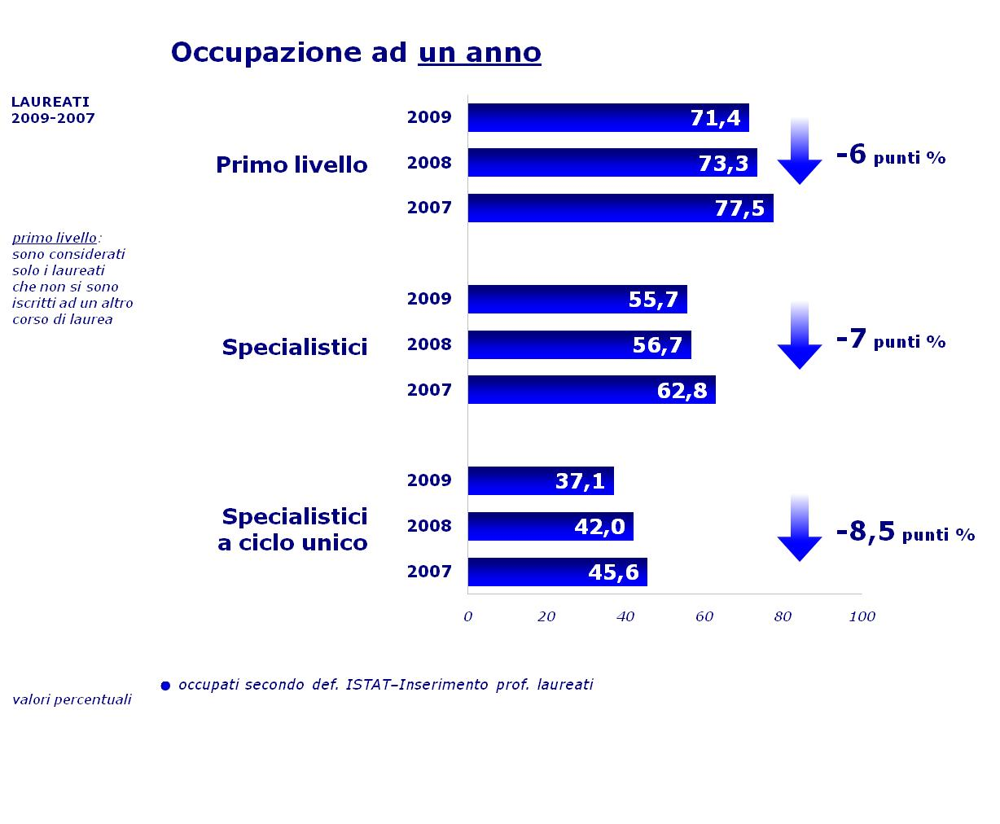 Occupazione ad un anno
LAUREATI
2009-2007
primo livello:
sono considerati
solo i laureati
che non si sono
iscritti ad un altro
corso di laurea
Primo livello
2009
71,4
2008
73,3
2007
77,5
-6 punti %
Specialistici
2009
55,7
2008
56,7
2007
62,8
-7 punti %
Specialistici
a ciclo unico
2009
37,1
2008
42,0
2007
45,6
-8,5 punti %
0 20 40 60 80 100
occupati secondo def. ISTAT–Inserimento prof. laureati
valori percentuali